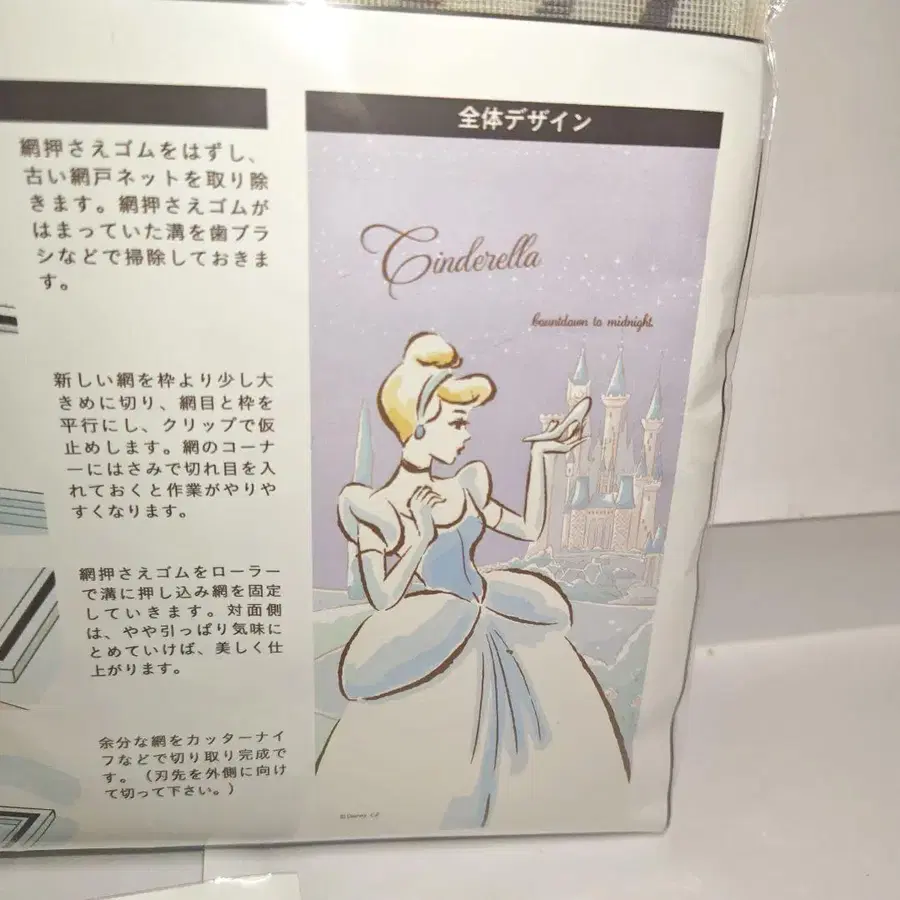 網押さえゴムをはずし、
古い網戸ネットを取り除
きます。網押さえゴムが
はまっていた溝を歯ブラ
シなどで掃除しておきま
す。
新しい網を枠より少し大
きめに切り、網目と枠を
平行にし、クリップで仮
止めします。網のコーナ
ーにはさみで切れ目を入
れておくと作業がやりや
すくなります。
網押さえゴムをローラー
で溝に押し込み網を固定
していきます。対面側
は、やや引っぱり気味に
とめていけば、美しく仕
上がります。
余分な網をカッターナイ
フなどで切り取り完成で
す。（刃先を外側に向け
て切って下さい。）
全体デザイン
Cinderella
Countdown to midnight.
© Disney